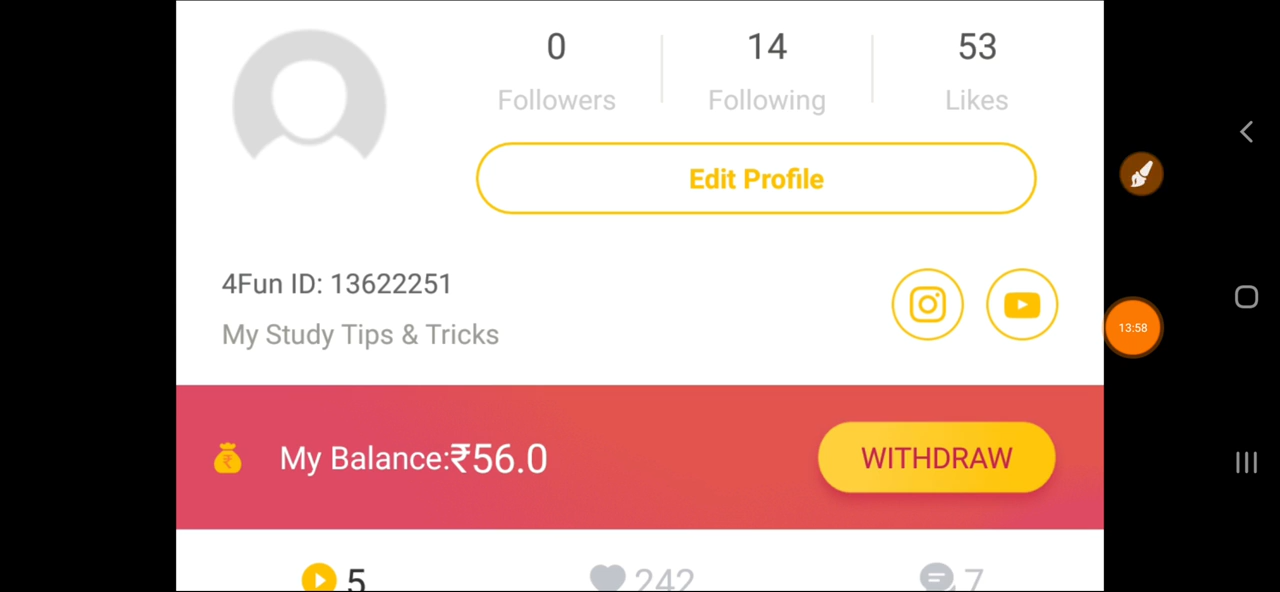 0 14 53
Followers Following Likes
Edit Profile
4Fun ID: 13622251
My Study Tips & Tricks
13:58
My Balance:₹56.0 WITHDRAW
5 242 7